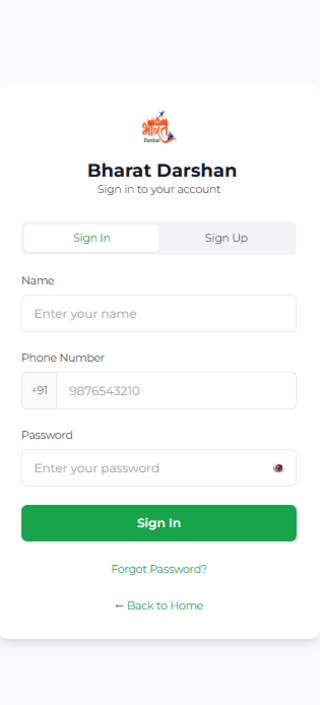 भारत
Darshan
Bharat Darshan
Sign in to your account
Sign In
Sign Up
Name
Enter your name
Phone Number
+91
9876543210
Password
Enter your password
Sign In
Forgot Password?
← Back to Home